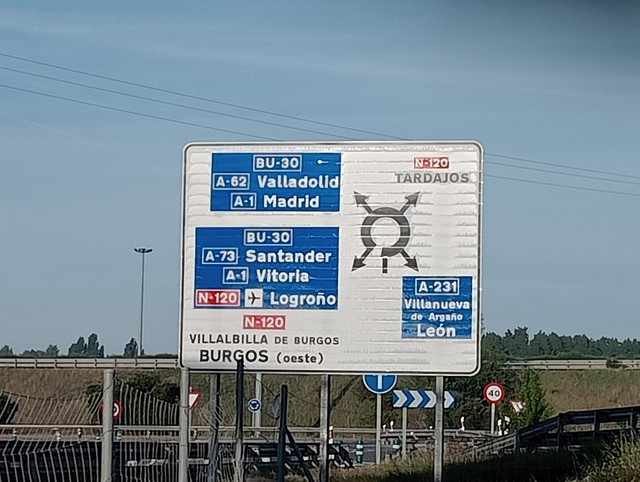 BU-30
A-62 Valladolid
A-1 Madrid
N-120
TARDAJOS
BU-30
A-73 Santander
A-1 Vitoria
N-120 Logroño
A-231
Villanueva
de Argaño
León
N-120
VILLALBILLA DE BURGOS
BURGOS (oeste)
40